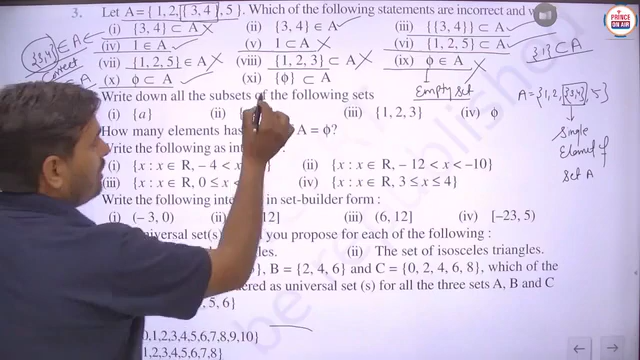 3. Let A = { 1, 2, { 3, 4 }, 5 }. Which of the following statements are incorrect and
(i) {3, 4} ⊂ A (ii) {3, 4} ∈ A (iii) {{3, 4}} ⊂ A
(iv) 1 ∈ A (v) 1 ⊂ A (vi) {1, 2, 5} ⊂ A
(vii) {1, 2, 5} ∈ A (viii) {1, 2, 3} ⊂ A (ix) φ ∈ A
(x) φ ⊂ A (xi) {φ} ⊂ A
Write down all the subsets of the following sets
(i) {a} (ii) (iii) {1, 2, 3} (iv) φ
How many elements has A = φ?
Write the following as
(i) {x : x ∈ R, – 4 < x (ii) {x : x ∈ R, – 12 < x < –10}
(iii) {x : x ∈ R, 0 ≤ x < (iv) {x : x ∈ R, 3 ≤ x ≤ 4}
Write the following in set-builder form :
(i) (– 3, 0) (ii) 12] (iii) (6, 12] (iv) [–23, 5)
universal set(s) you propose for each of the following :
(ii) The set of isosceles triangles.
B = {2, 4, 6} and C = {0, 2, 4, 6, 8}, which of the
as universal set (s) for all the three sets A, B and C
5, 6}
0,1,2,3,4,5,6,7,8,9,10}
1,2,3,4,5,6,7,8}
{3,4} ∈ A
Correct
∈ A
{1} ⊂ A
Empty set
A = {1, 2, {3,4}, 5}
Single
Element of
Set A
PRINCE
ON AIR
be republished